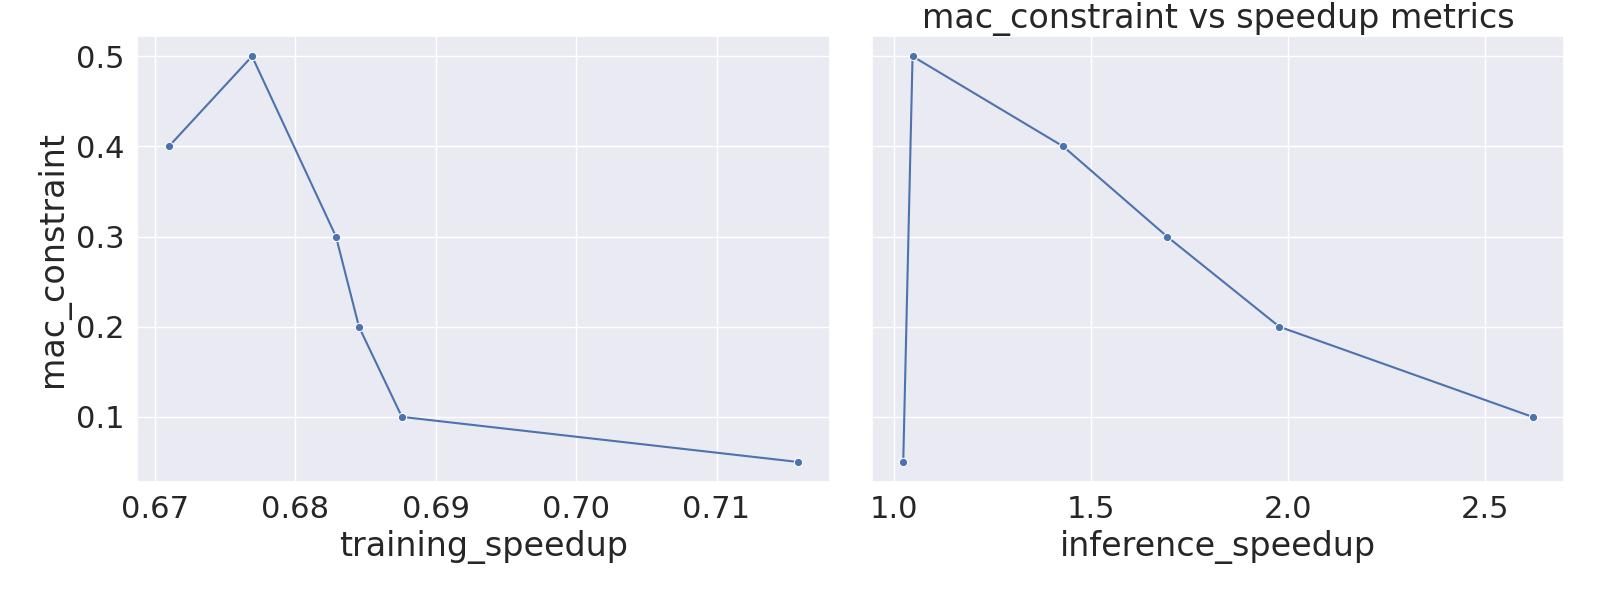 mac_constraint vs speedup metrics
mac_constraint
0.5
0.4
0.3
0.2
0.1
0.67 0.68 0.69 0.70 0.71
training_speedup
1.0 1.5 2.0 2.5
inference_speedup